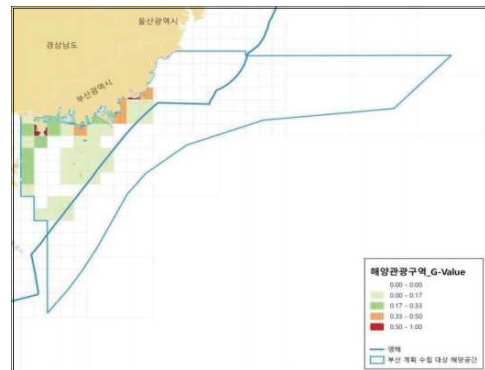 울산광역시
경상남도
부산광역시
해양관광구역_G-Value
0.00 - 0.00
0.00 - 0.17
0.17 - 0.33
0.33 - 0.50
0.50 - 1.00
영해
부산 계획 수립 대상 해양공간